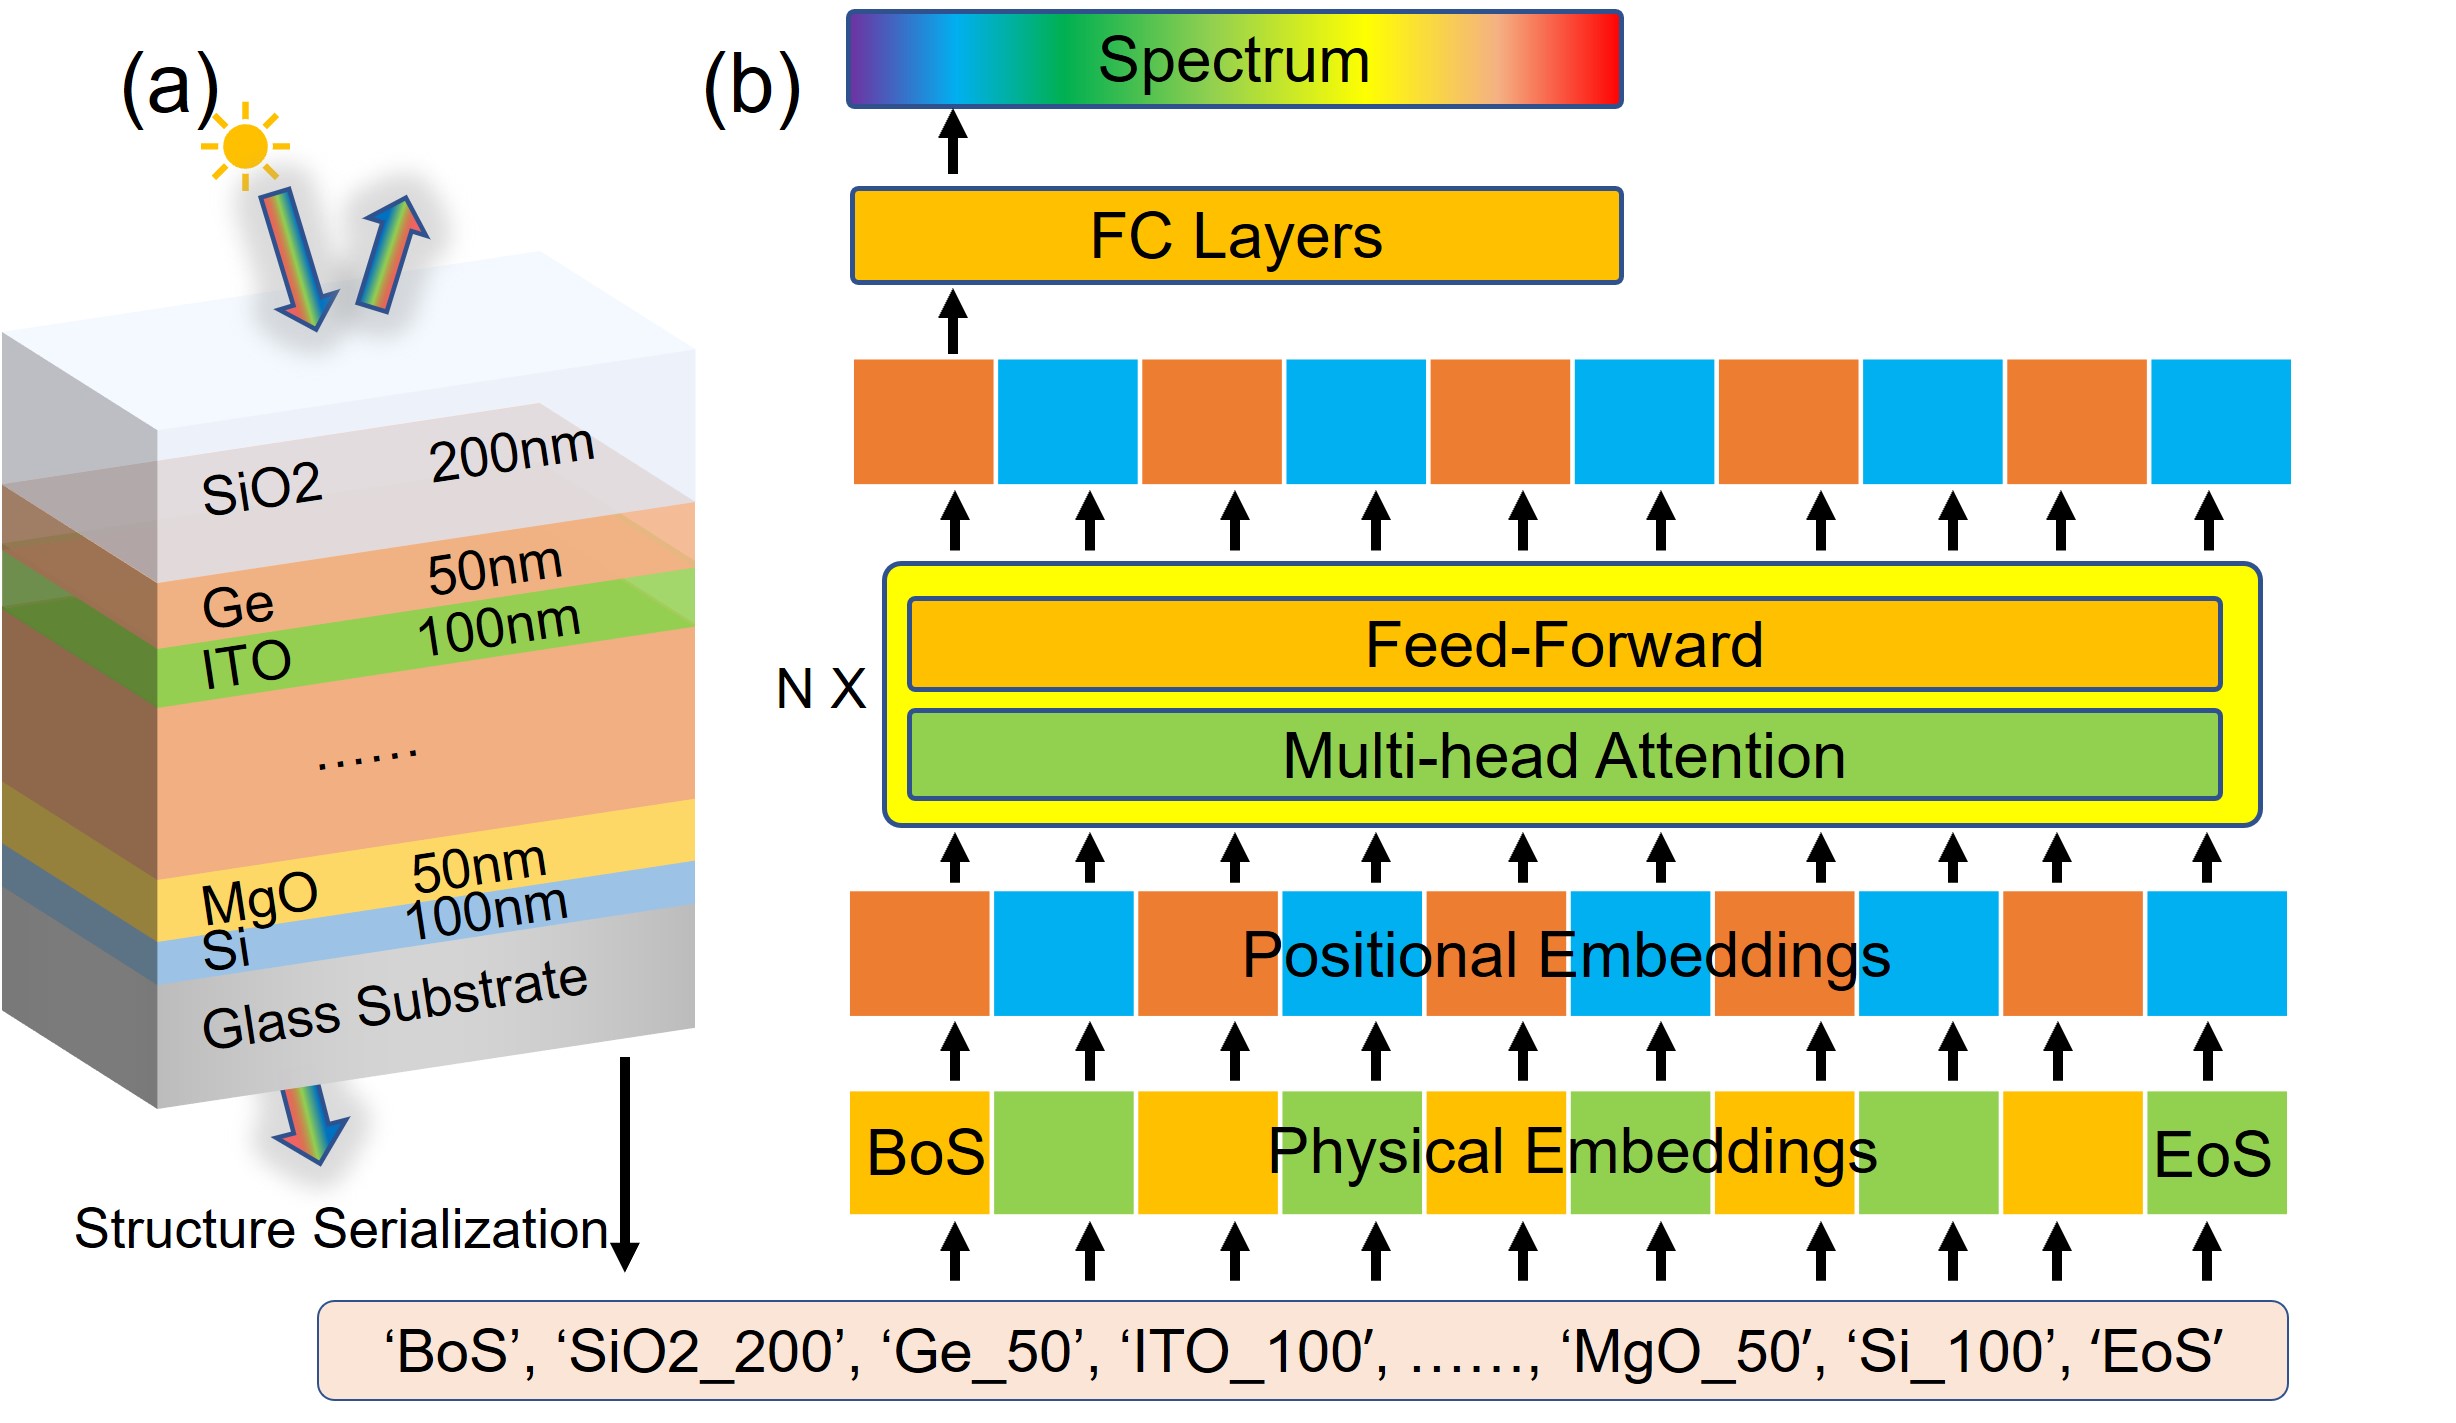 (a)
SiO2 200nm
Ge 50nm
ITO 100nm
......
MgO 50nm
Si 100nm
Glass Substrate
Structure Serialization
(b)
Spectrum
FC Layers
N X
Feed-Forward
Multi-head Attention
Positional Embeddings
BoS Physical Embeddings EoS
‘BoS’, ‘SiO2_200’, ‘Ge_50’, ‘ITO_100′, ……, ‘MgO_50′, ‘Si_100’, ‘EoS′